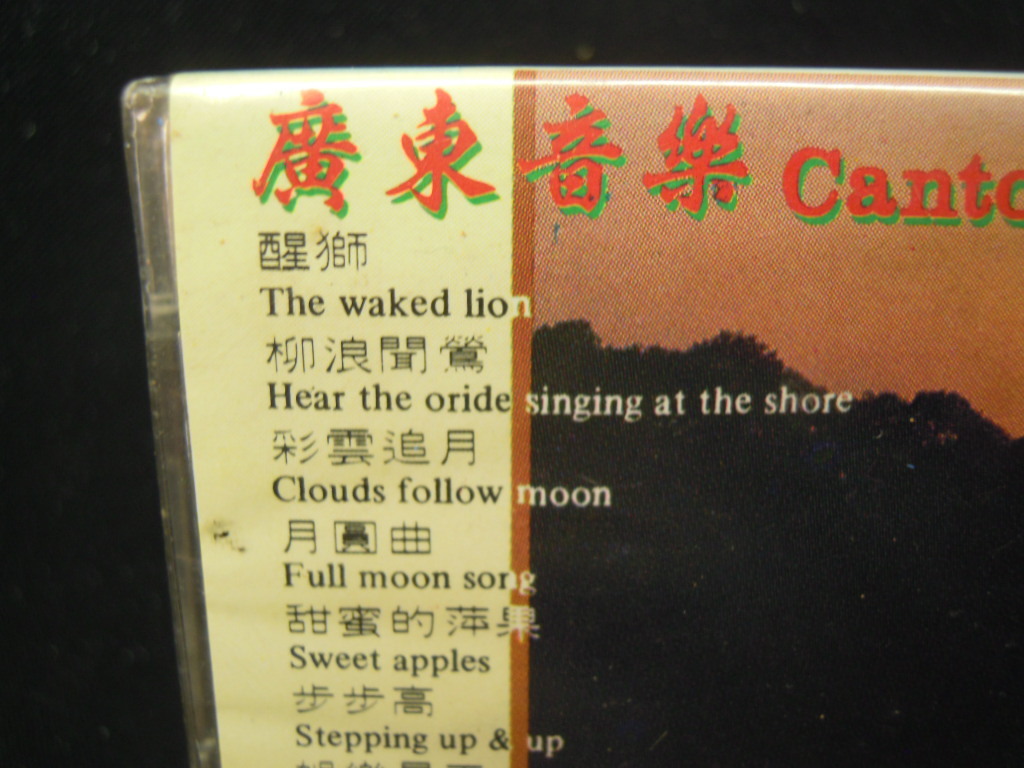 廣東音樂 Canto
醒獅
The waked lion
柳浪聞鶯
Hear the oride singing at the shore
彩雲追月
Clouds follow moon
月圓曲
Full moon song
甜蜜的萍果
Sweet apples
步步高
Stepping up & up